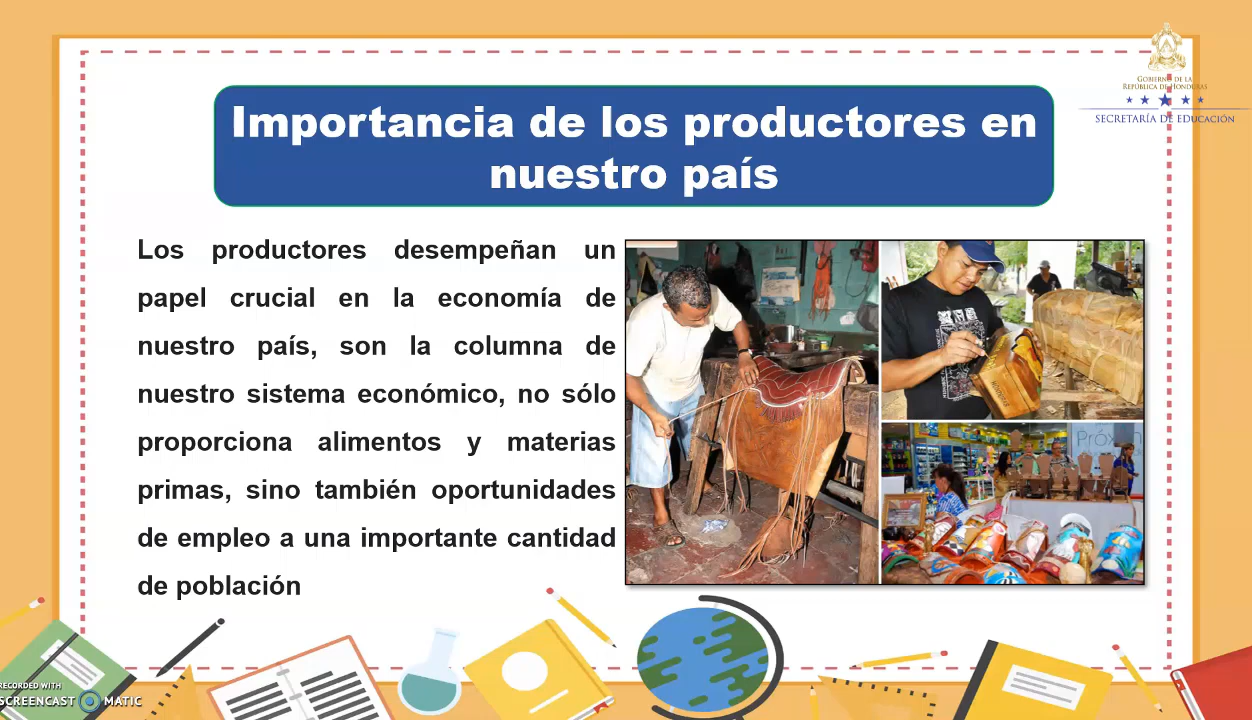 GOBIERNO DE LA
REPÚBLICA DE HONDURAS
SECRETARÍA DE EDUCACIÓN
Importancia de los productores en
nuestro país
Los productores desempeñan un
papel crucial en la economía de
nuestro país, son la columna de
nuestro sistema económico, no sólo
proporciona alimentos y materias
primas, sino también oportunidades
de empleo a una importante cantidad
de población
RECORDED WITH
SCREENCAST MATIC